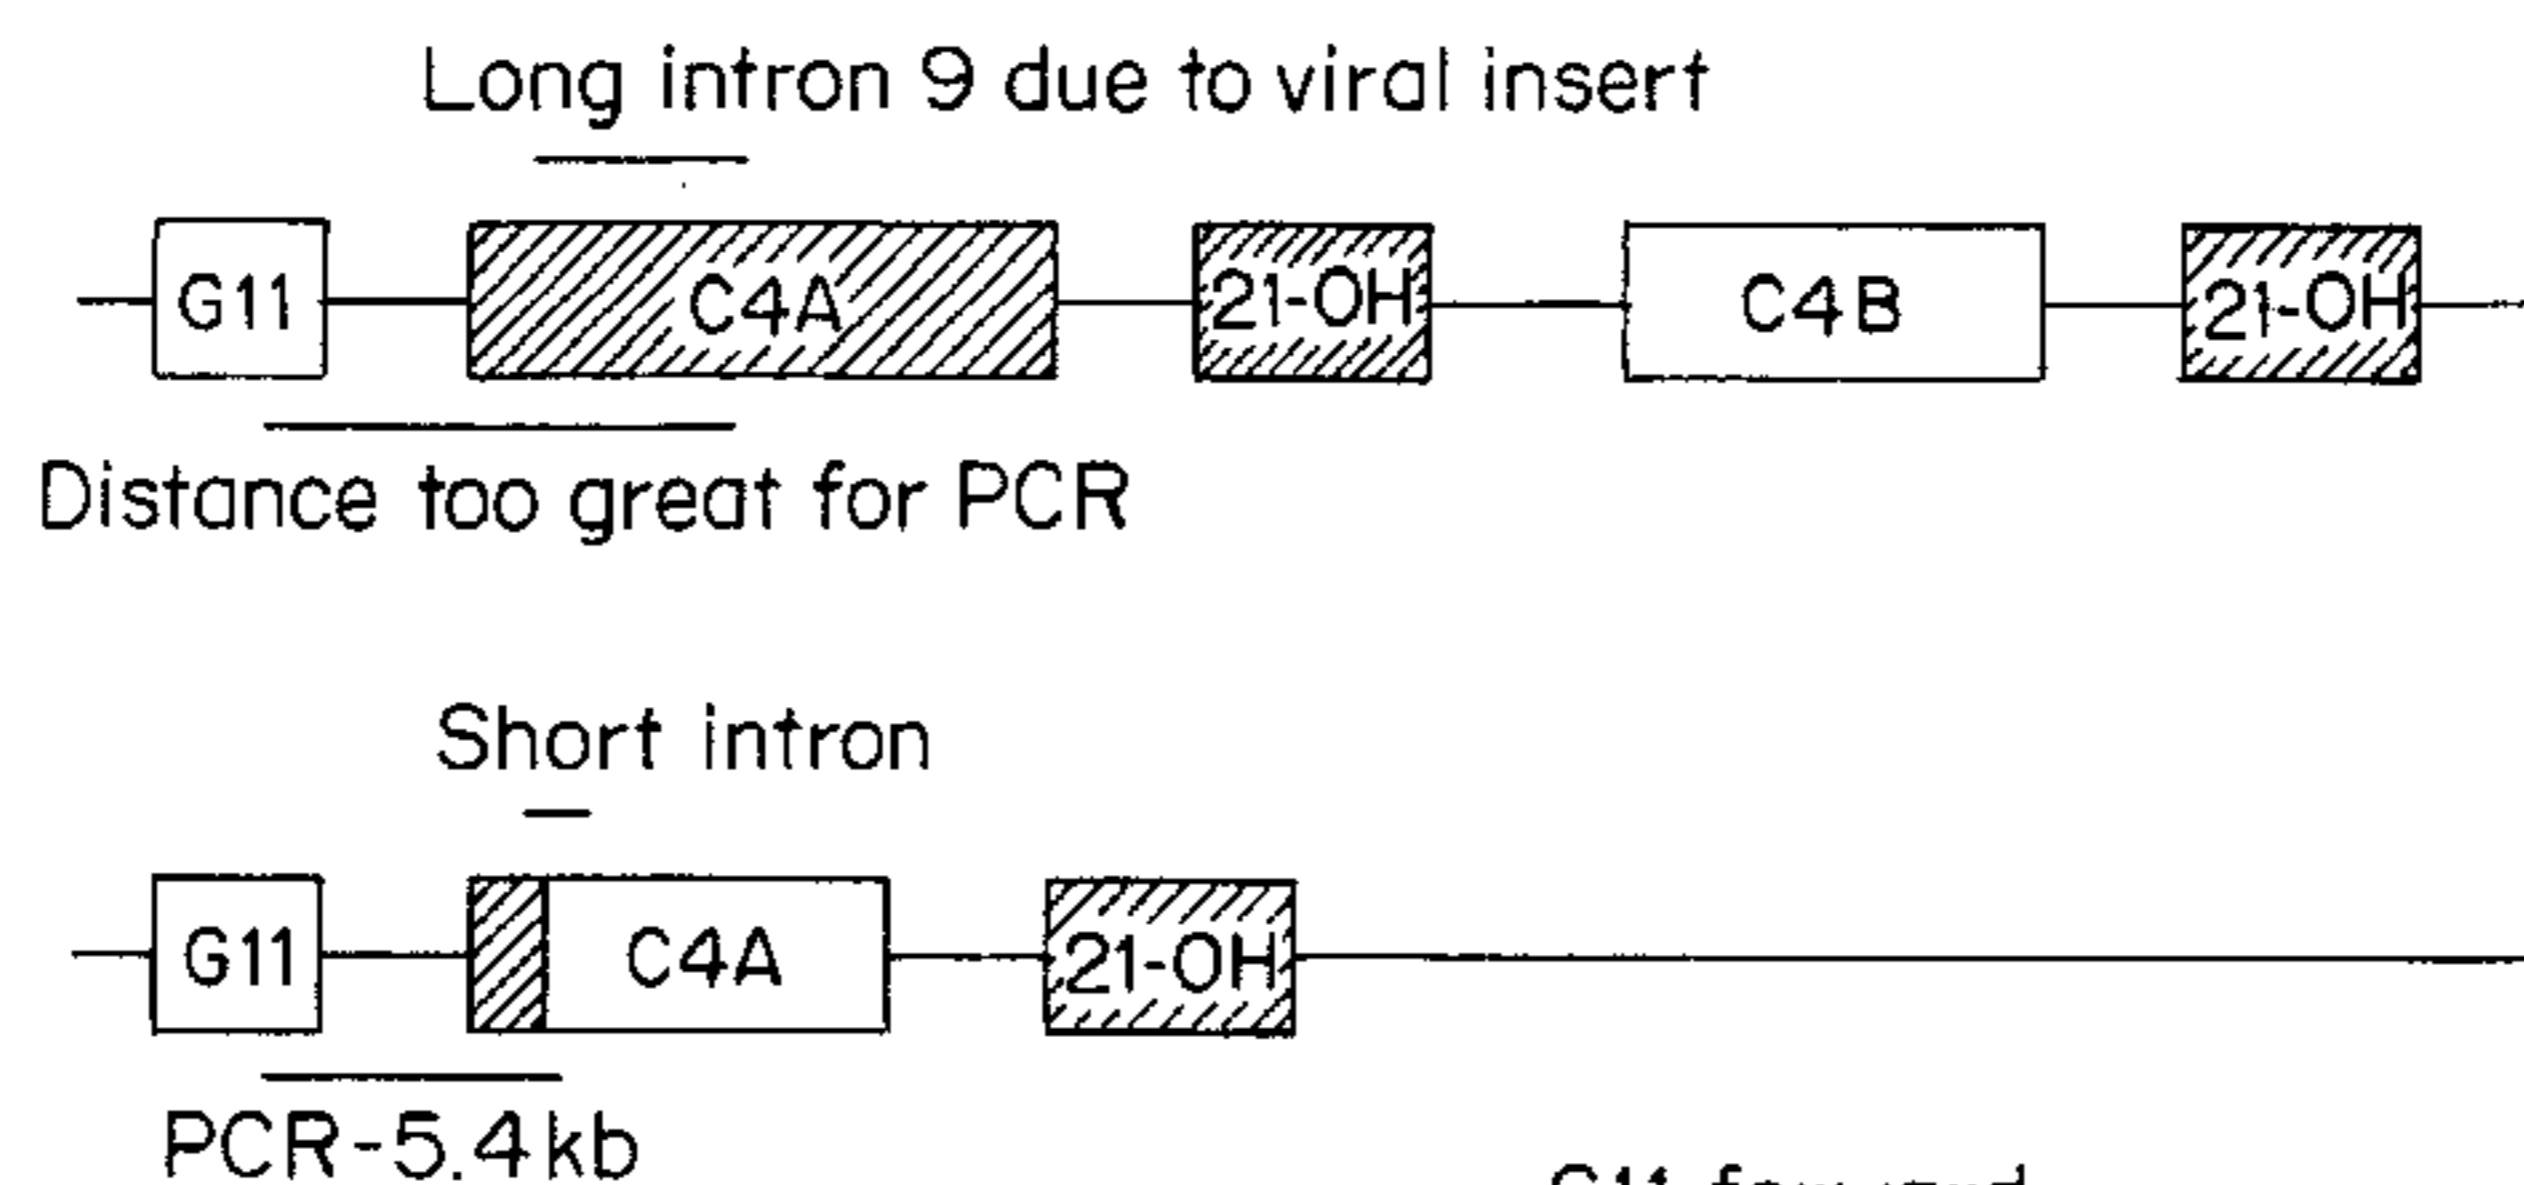 Long intron 9 due to viral insert
G11 C4A 21-OH C4B 21-OH
Distance too great for PCR
Short intron
G11 C4A 21-OH
PCR-5.4kb